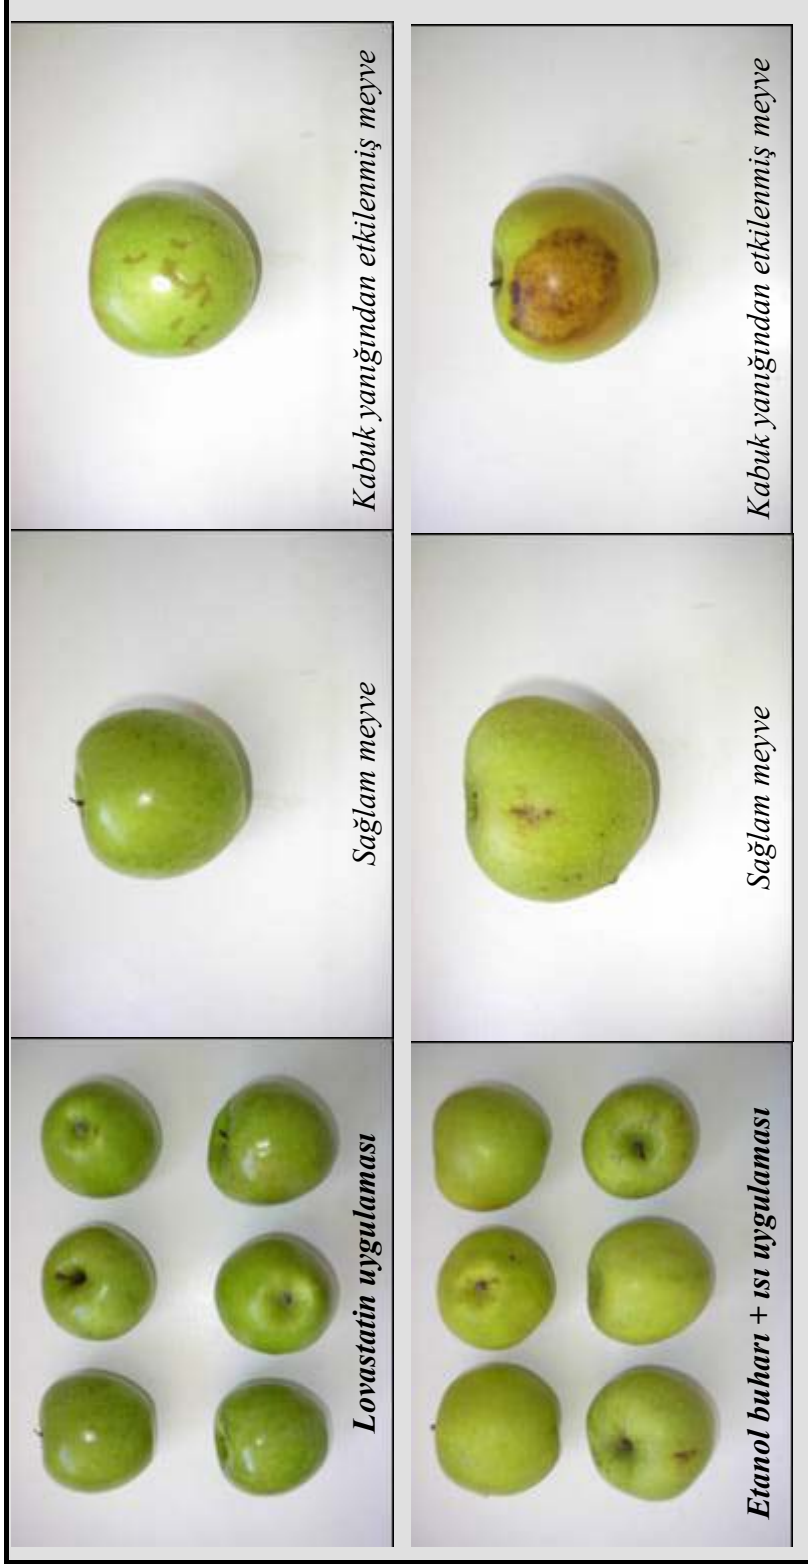 Lovastatin uygulaması
Sağlam meyve
Kabuk yanığından etkilenmiş meyve
Etanol buharı + ısı uygulaması
Sağlam meyve
Kabuk yanığından etkilenmiş meyve